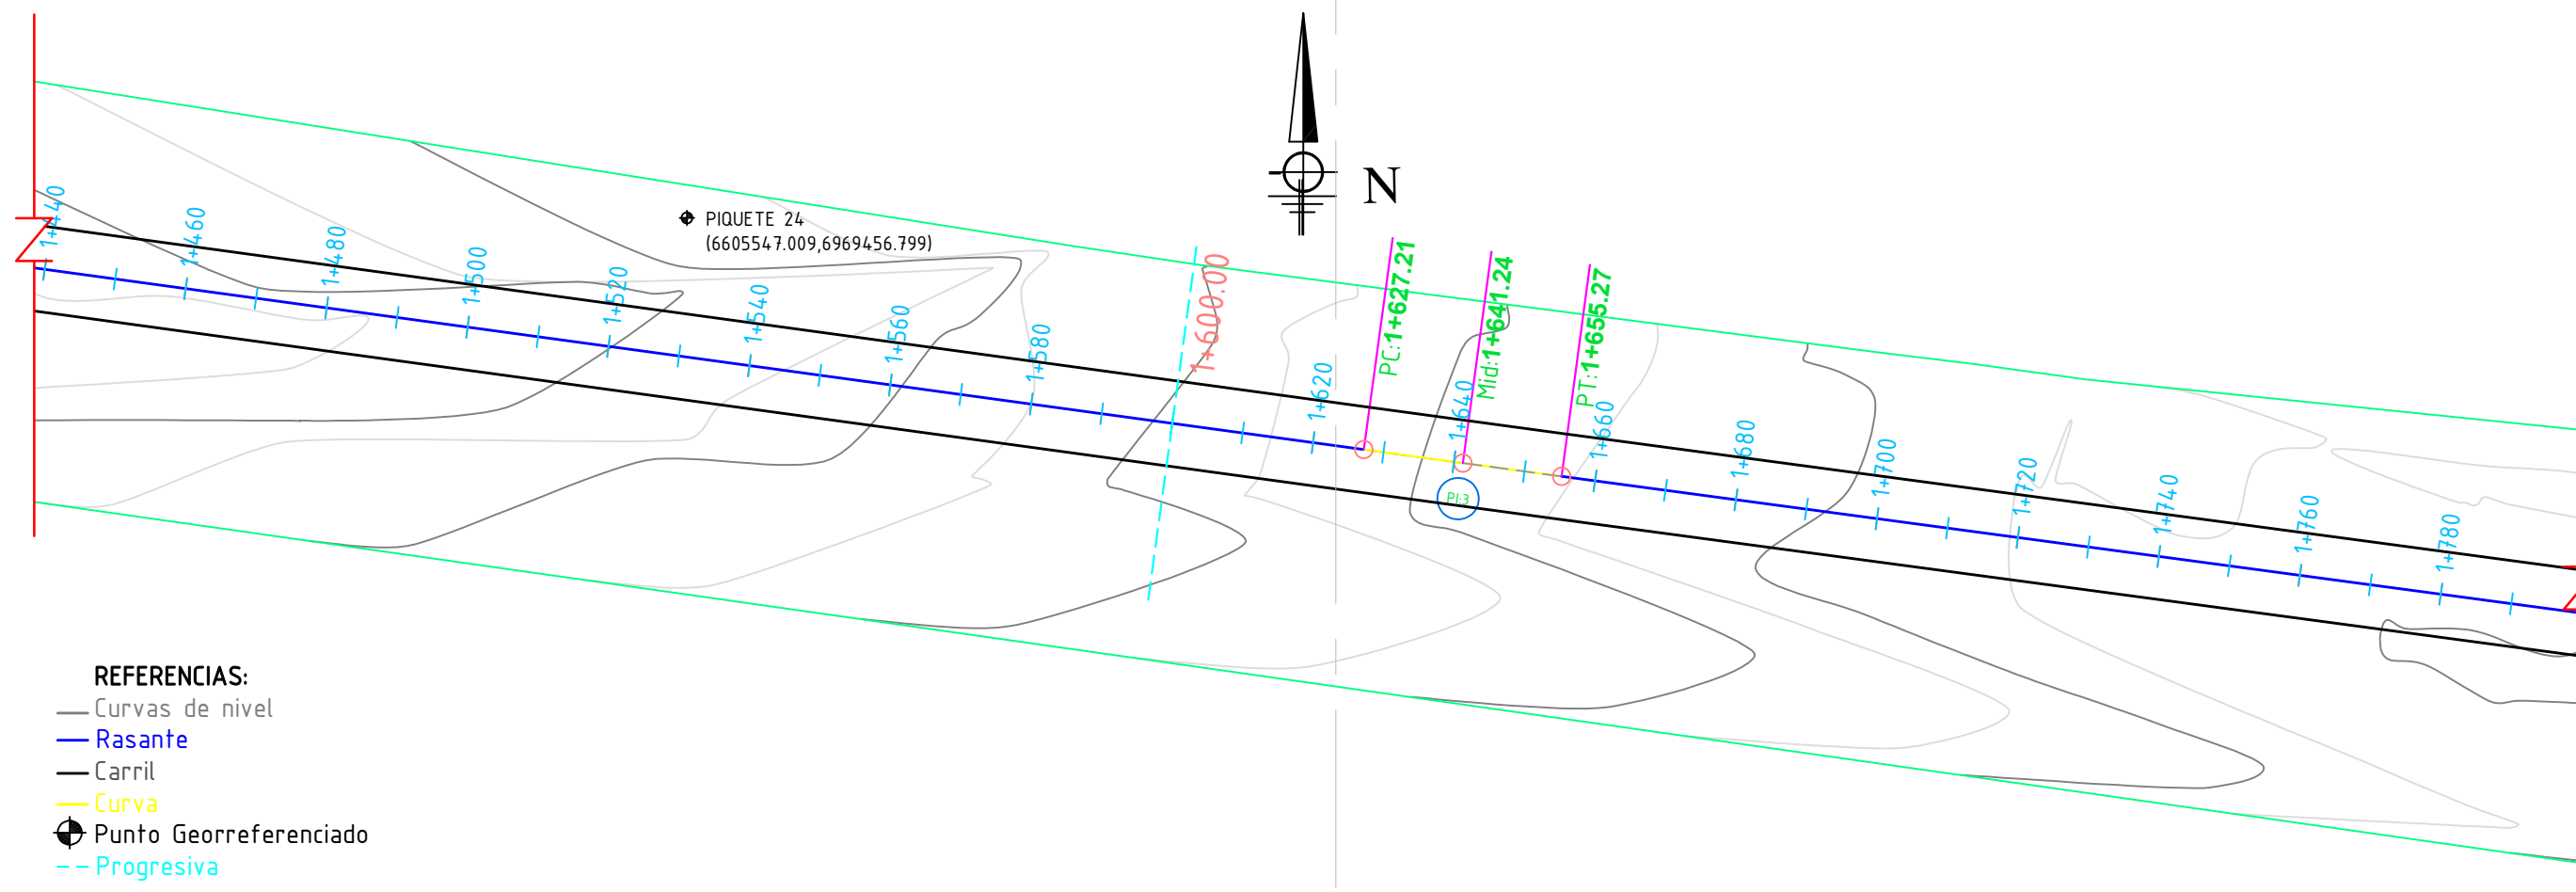 N
PIQUETE 24
(6605547.009,6969456.799)
1+440
1+460
1+480
1+500
1+520
1+540
1+560
1+580
1+600.00
1+620
PC:1+627.21
1+640
Mid:1+641.24
PT:1+655.27
1+660
PI:3
1+680
1+700
1+720
1+740
1+760
1+780
REFERENCIAS:
Curvas de nivel
Rasante
Carril
Curva
Punto Georreferenciado
Progresiva